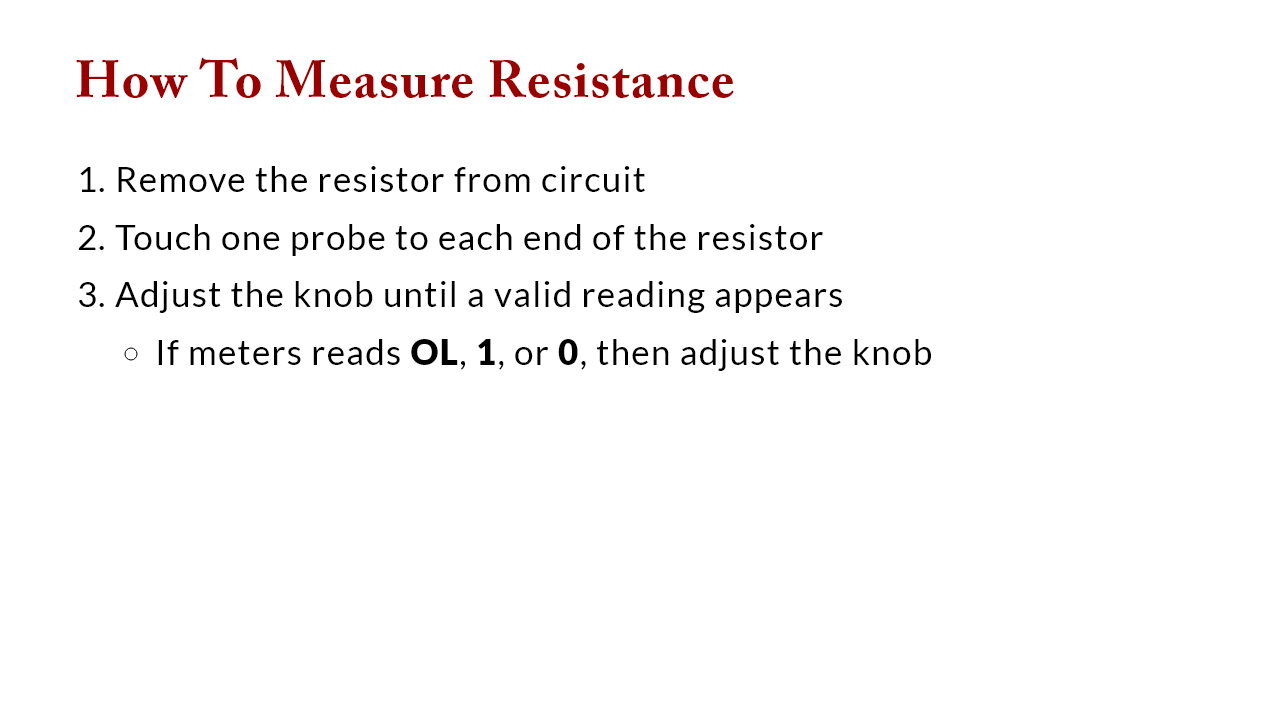 How To Measure Resistance
1. Remove the resistor from circuit
2. Touch one probe to each end of the resistor
3. Adjust the knob until a valid reading appears
○ If meters reads OL, 1, or 0, then adjust the knob